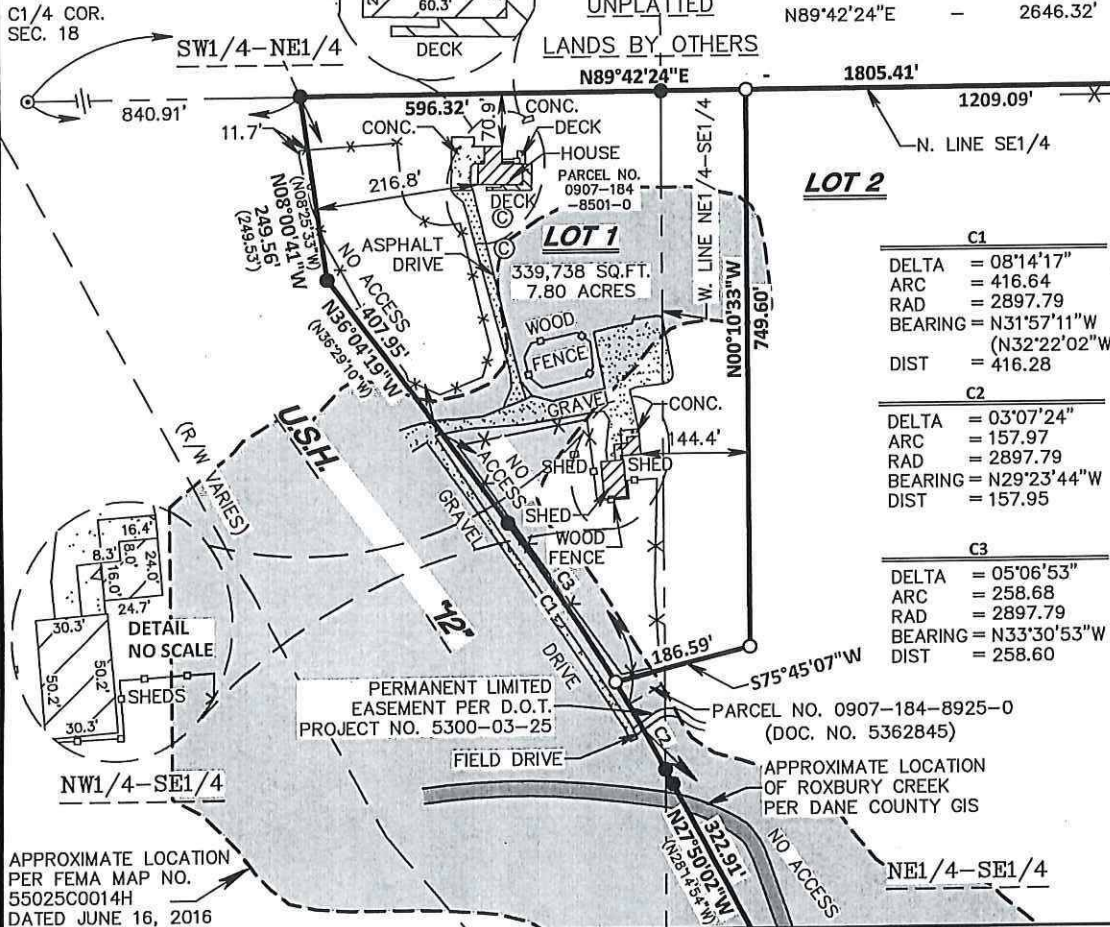 C1/4 COR.
SEC. 18
60.3'
DECK
UNPLATTED
LANDS BY OTHERS
N89°42'24"E – 2646.32'
SW1/4-NE1/4
N89°42'24"E - 1805.41'
840.91'
596.32'
1209.09'
N. LINE SE1/4
11.7'
CONC.
70.9'
CONC.
DECK
HOUSE
PARCEL NO.
0907-184
-8501-0
DECK
216.8'
N08°00'41"W
(N08°25'33"W)
249.56'
(249.53')
NO ACCESS
ASPHALT
DRIVE
C
C
LOT 1
339,738 SQ.FT.
7.80 ACRES
W. LINE NE1/4-SE1/4
N00°10'33"W
749.60'
LOT 2
C1
DELTA = 08°14'17"
ARC = 416.64
RAD = 2897.79
BEARING = N31°57'11"W
(N32°22'02"W
DIST = 416.28
C2
DELTA = 03°07'24"
ARC = 157.97
RAD = 2897.79
BEARING = N29°23'44"W
DIST = 157.95
C3
DELTA = 05°06'53"
ARC = 258.68
RAD = 2897.79
BEARING = N33°30'53"W
DIST = 258.60
407.95'
N36°04'19"W
(N36°29'10"W)
WOOD
FENCE
GRAVEL
CONC.
144.4'
U.S.H.
"12"
(R/W VARIES)
NO
ACCESS
SHED
SHED
SHED
WOOD
FENCE
GRAVEL
DRIVE
C1
C3
16.4'
8.3'
8.0'
24.0'
16.0'
24.7'
30.3'
50.2'
50.2'
30.3'
DETAIL
NO SCALE
SHEDS
NW1/4-SE1/4
186.59'
S75°45'07"W
PERMANENT LIMITED
EASEMENT PER D.O.T.
PROJECT NO. 5300-03-25
PARCEL NO. 0907-184-8925-0
(DOC. NO. 5362845)
FIELD DRIVE
C2
APPROXIMATE LOCATION
OF ROXBURY CREEK
PER DANE COUNTY GIS
322.91'
N27°50'02"W
(N28°14'54"W)
NO ACCESS
NE1/4-SE1/4
APPROXIMATE LOCATION
PER FEMA MAP NO.
55025C0014H
DATED JUNE 16, 2016